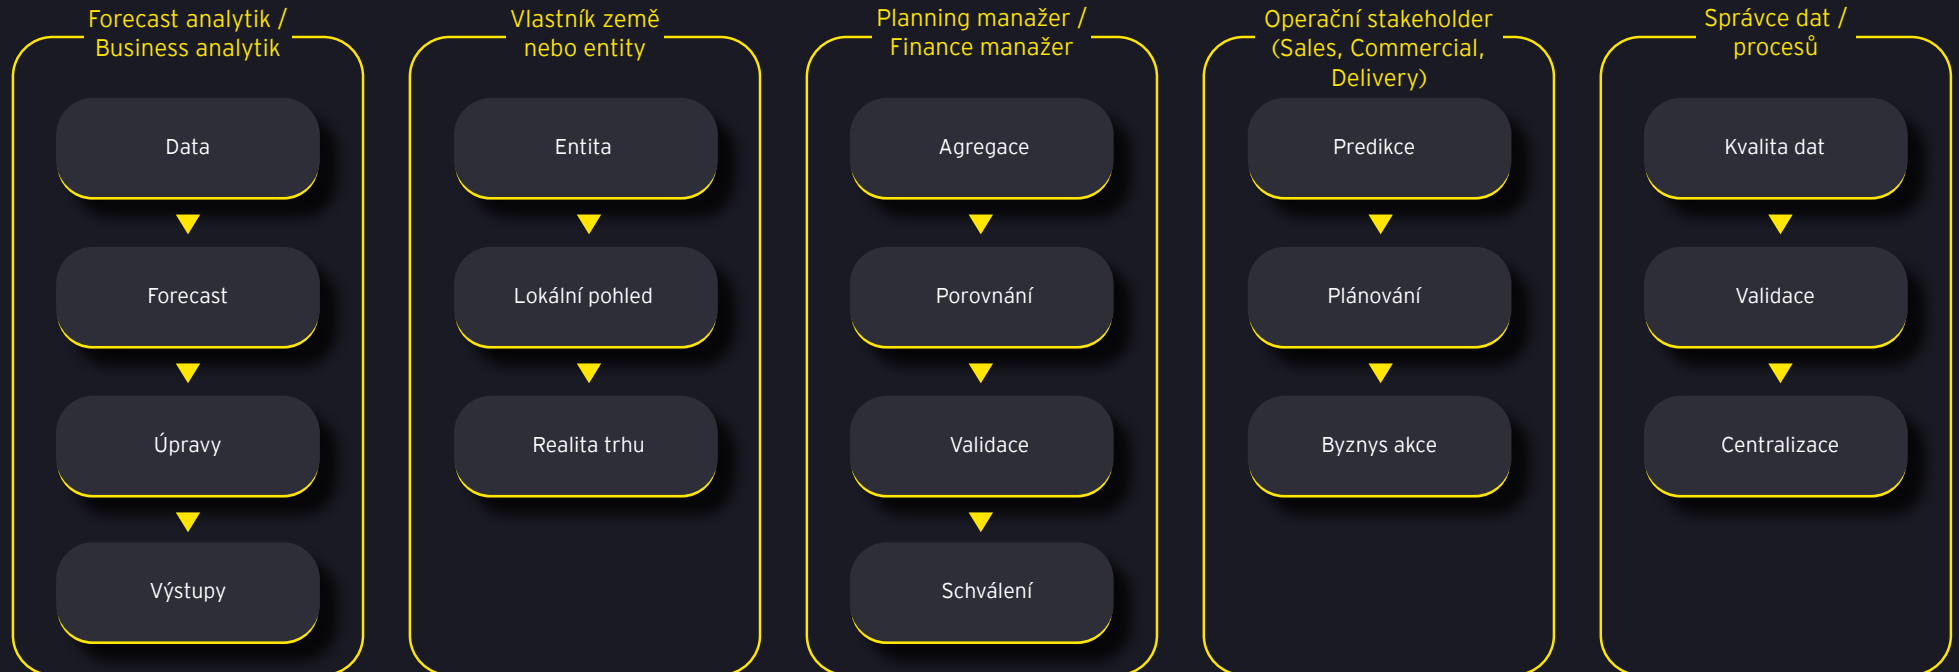 Forecast analytik /
Business analytik
Data
Forecast
Úpravy
Výstupy
Vlastník země
nebo entity
Entita
Lokální pohled
Realita trhu
Planning manažer /
Finance manažer
Agregace
Porovnání
Validace
Schválení
Operační stakeholder
(Sales, Commercial,
Delivery)
Predikce
Plánování
Byznys akce
Správce dat /
procesů
Kvalita dat
Validace
Centralizace